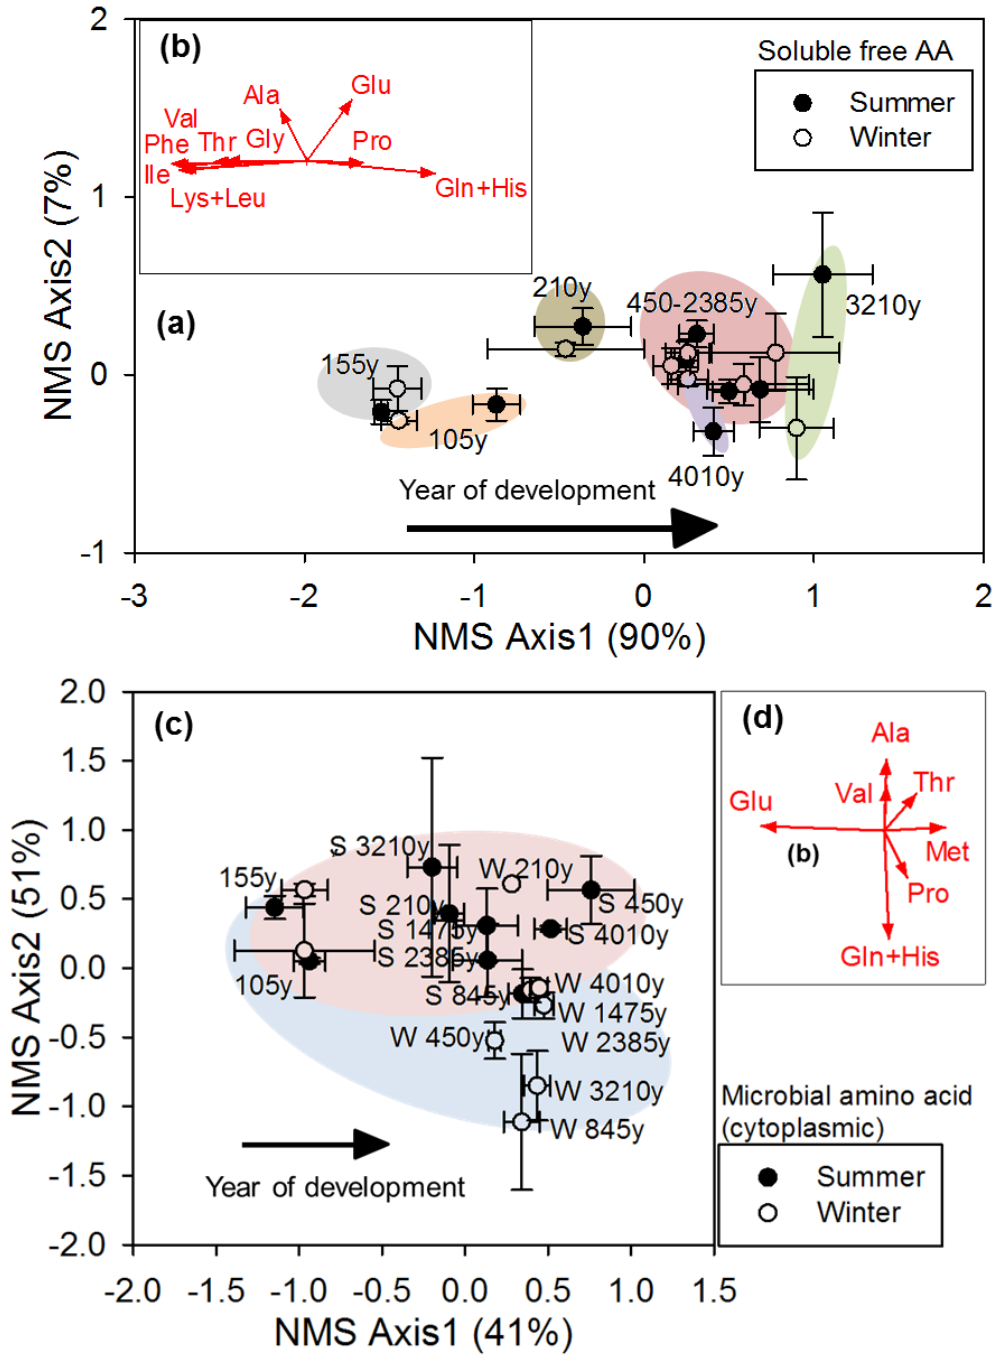 2
1
0
-1
NMS Axis2 (7%)
(b)
Ala
Glu
Val
Phe
Thr
Gly
Pro
Ile
Lys+Leu
Gln+His
Soluble free AA
Summer
Winter
(a)
210y
450-2385y
3210y
155y
105y
4010y
Year of development
-3
-2
-1
0
1
2
NMS Axis1 (90%)
2.0
1.5
1.0
0.5
0.0
-0.5
-1.0
-1.5
-2.0
NMS Axis2 (51%)
(c)
S 3210y
W 210y
155y
S 210y
S 450y
S 1475y
S 4010y
S 2385y
105y
S 845y
W 4010y
W 1475y
W 450y
W 2385y
W 3210y
W 845y
Year of development
-2.0
-1.5
-1.0
-0.5
0.0
0.5
1.0
1.5
NMS Axis1 (41%)
(d)
Ala
Thr
Val
Glu
(b)
Met
Pro
Gln+His
Microbial amino acid
(cytoplasmic)
Summer
Winter